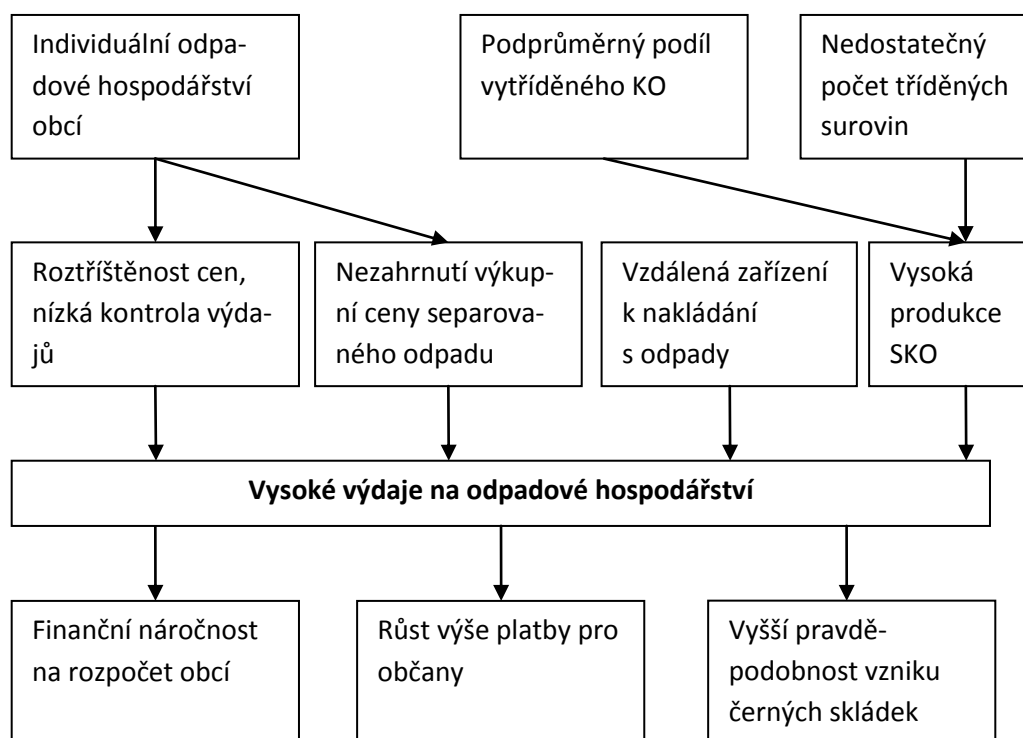 Individuální odpa-
dové hospodářství
obcí
Podprůměrný podíl
vytříděného KO
Nedostatečný
počet tříděných
surovin
Roztříštěnost cen,
nízká kontrola výda-
jů
Nezahrnutí výkup-
ní ceny separova-
ného odpadu
Vzdálená zařízení
k nakládání
s odpady
Vysoká
produkce
SKO
Vysoké výdaje na odpadové hospodářství
Finanční náročnost
na rozpočet obcí
Růst výše platby pro
občany
Vyšší pravdě-
podobnost vzniku
černých skládek